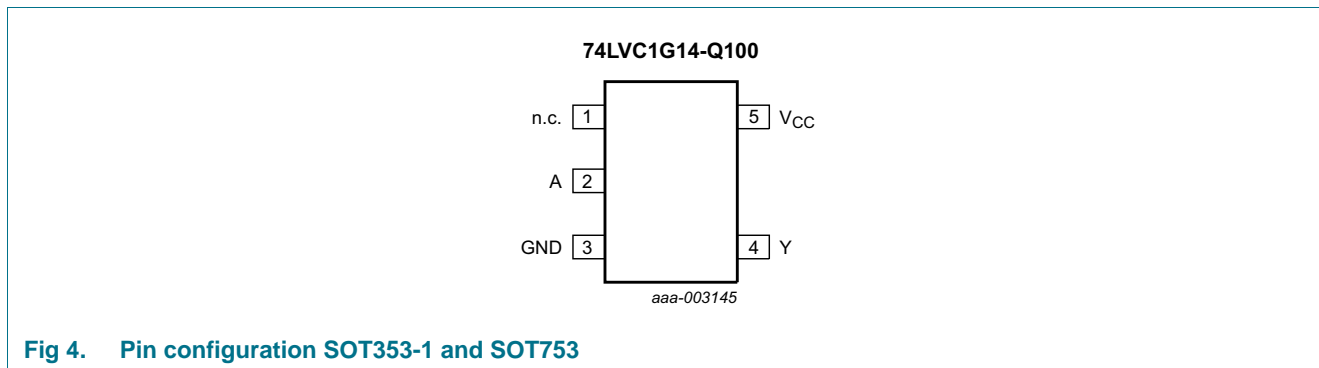 74LVC1G14-Q100
n.c. 1 5 VCC
A 2
GND 3 4 Y
aaa-003145
Fig 4. Pin configuration SOT353-1 and SOT753